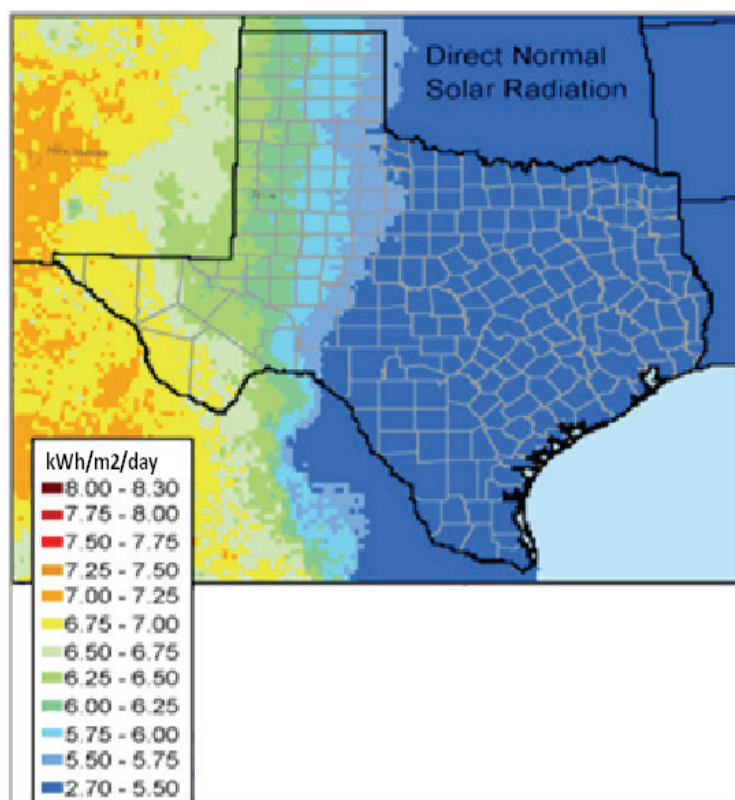 Direct Normal
Solar Radiation
New Mexico
kWh/m2/day
8.00 - 8.30
7.75 - 8.00
7.50 - 7.75
7.25 - 7.50
7.00 - 7.25
6.75 - 7.00
6.50 - 6.75
6.25 - 6.50
6.00 - 6.25
5.75 - 6.00
5.50 - 5.75
2.70 - 5.50